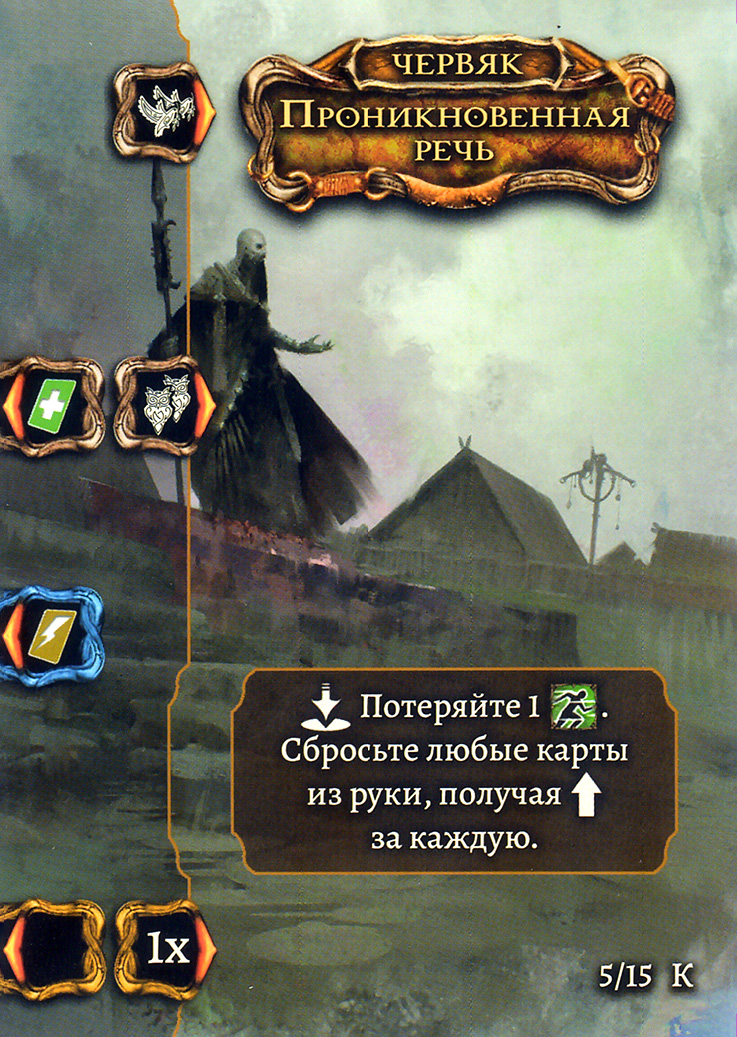 ЧЕРВЯК
Проникновенная
речь
Потеряйте 1 .
Сбросьте любые карты
из руки, получая
за каждую.
1x
5/15 К